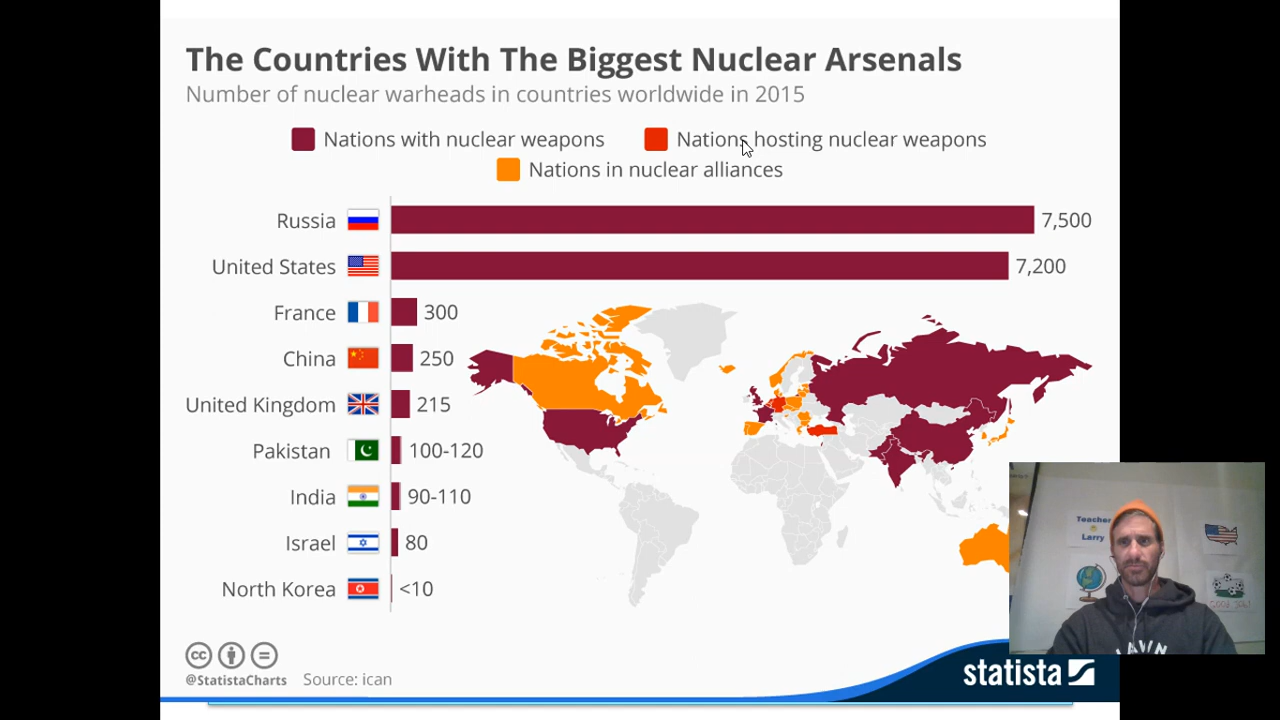 The Countries With The Biggest Nuclear Arsenals
Number of nuclear warheads in countries worldwide in 2015
Nations with nuclear weapons
Nations hosting nuclear weapons
Nations in nuclear alliances
Russia 7,500
United States 7,200
France 300
China 250
United Kingdom 215
Pakistan 100-120
India 90-110
Israel 80
North Korea <10
cc
@StatistaCharts Source: ican
statista
Teacher
Larry